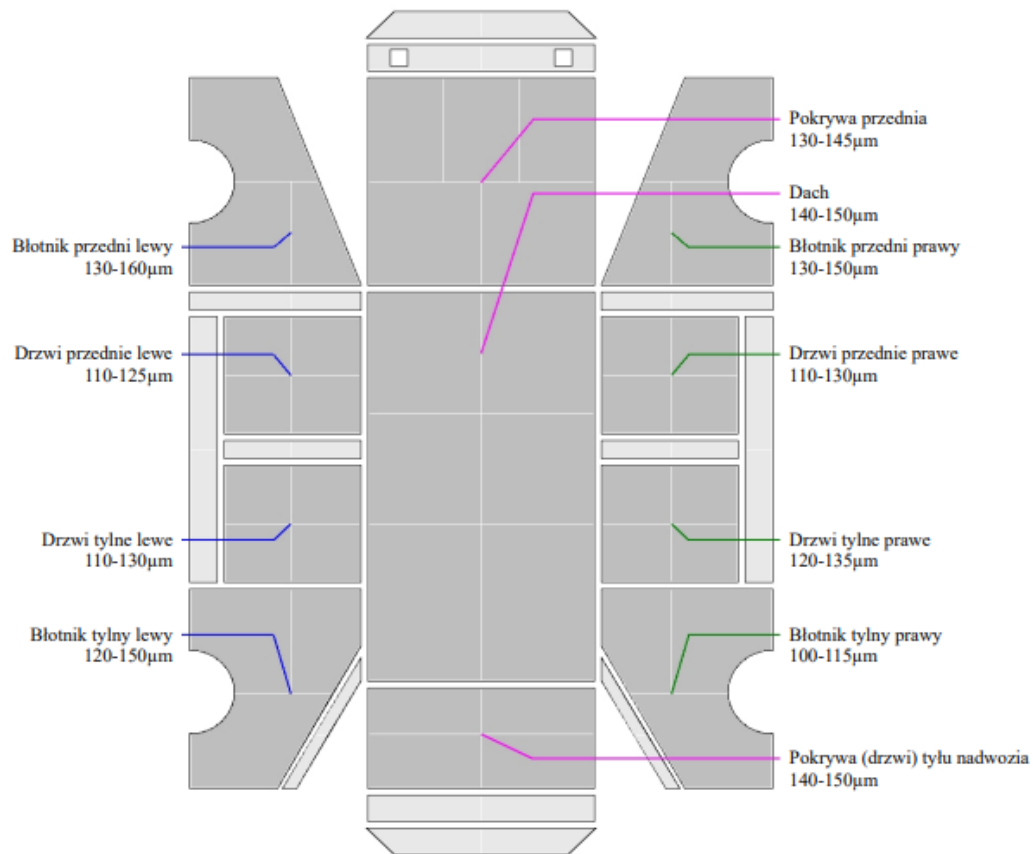 Pokrywa przednia
130-145µm
Dach
140-150µm
Błotnik przedni lewy
130-160µm
Błotnik przedni prawy
130-150µm
Drzwi przednie lewe
110-125µm
Drzwi przednie prawe
110-130µm
Drzwi tylne lewe
110-130µm
Drzwi tylne prawe
120-135µm
Błotnik tylny lewy
120-150µm
Błotnik tylny prawy
100-115µm
Pokrywa (drzwi) tyłu nadwozia
140-150µm